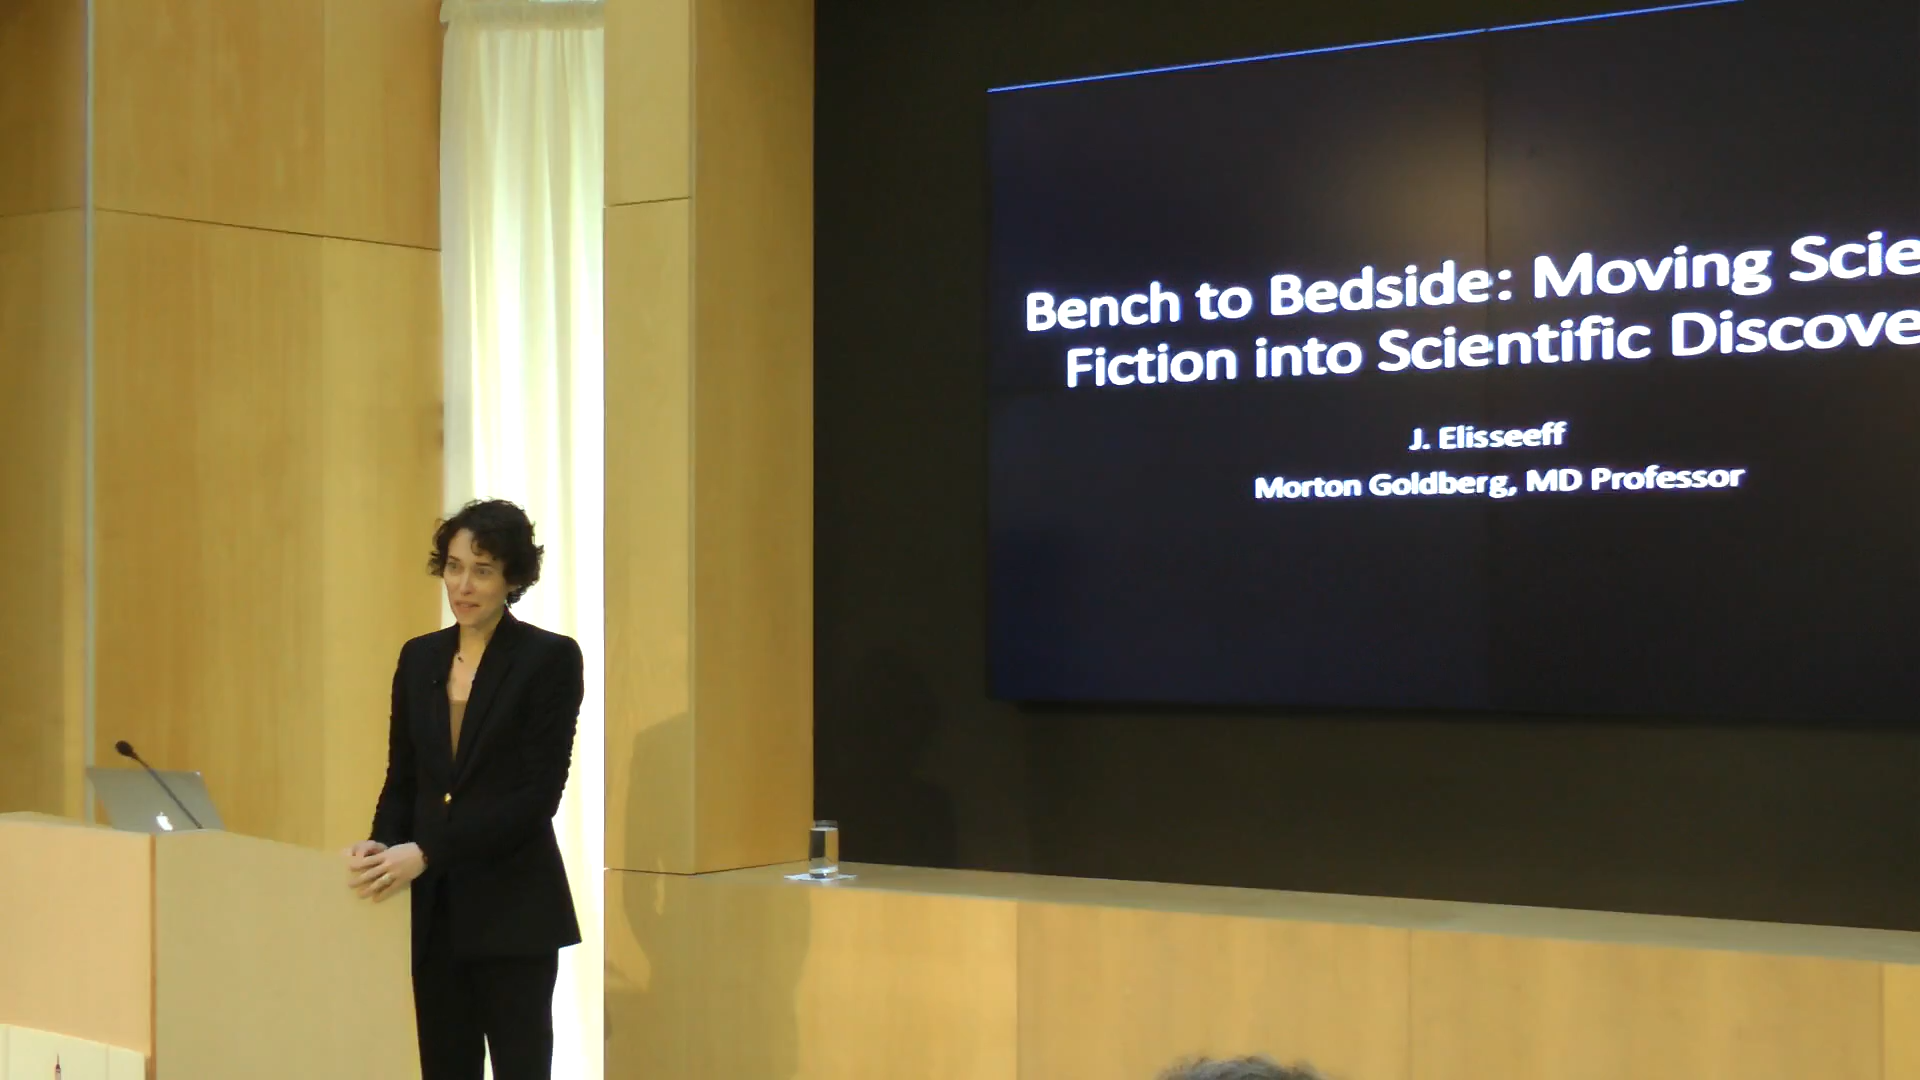 Bench to Bedside: Moving Scie
Fiction into Scientific Discove
J. Elisseeff
Morton Goldberg, MD Professor